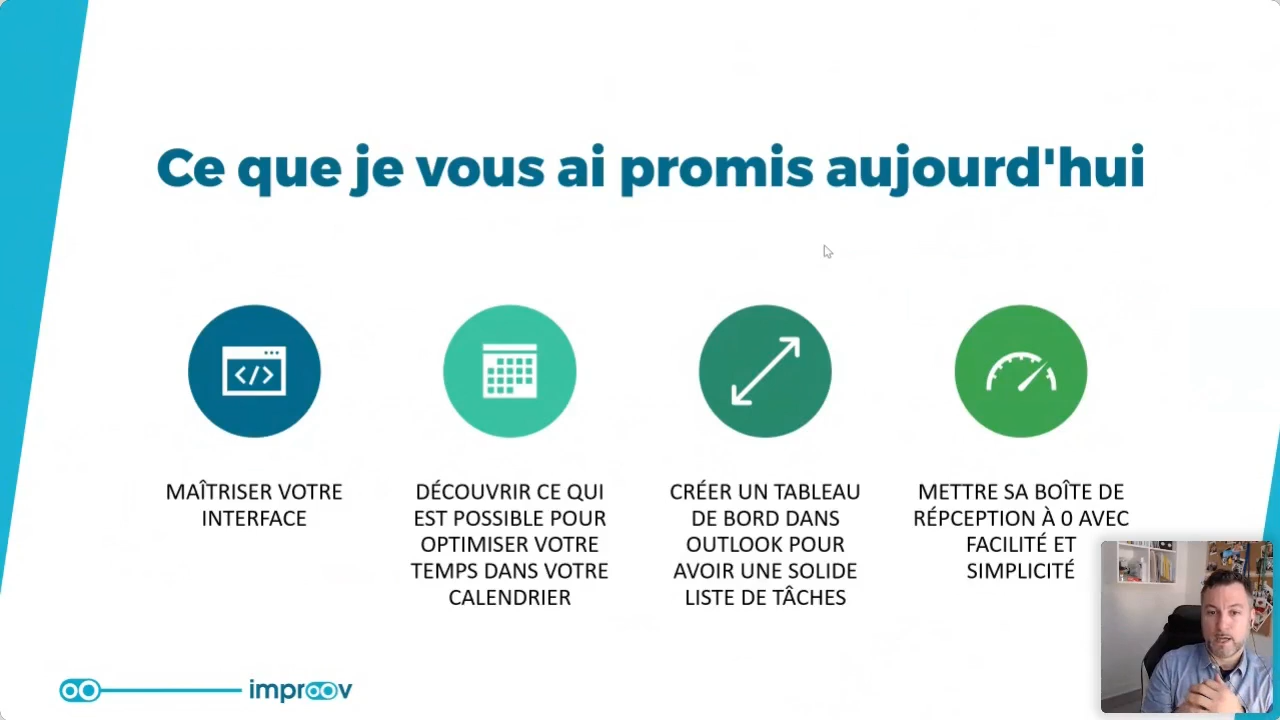 Ce que je vous ai promis aujourd'hui
</>
MAÎTRISER VOTRE
INTERFACE
DÉCOUVRIR CE QUI
EST POSSIBLE POUR
OPTIMISER VOTRE
TEMPS DANS VOTRE
CALENDRIER
CRÉER UN TABLEAU
DE BORD DANS
OUTLOOK POUR
AVOIR UNE SOLIDE
LISTE DE TÂCHES
METTRE SA BOÎTE DE
RÉPCEPTION À 0 AVEC
FACILITÉ ET
SIMPLICITÉ
improov